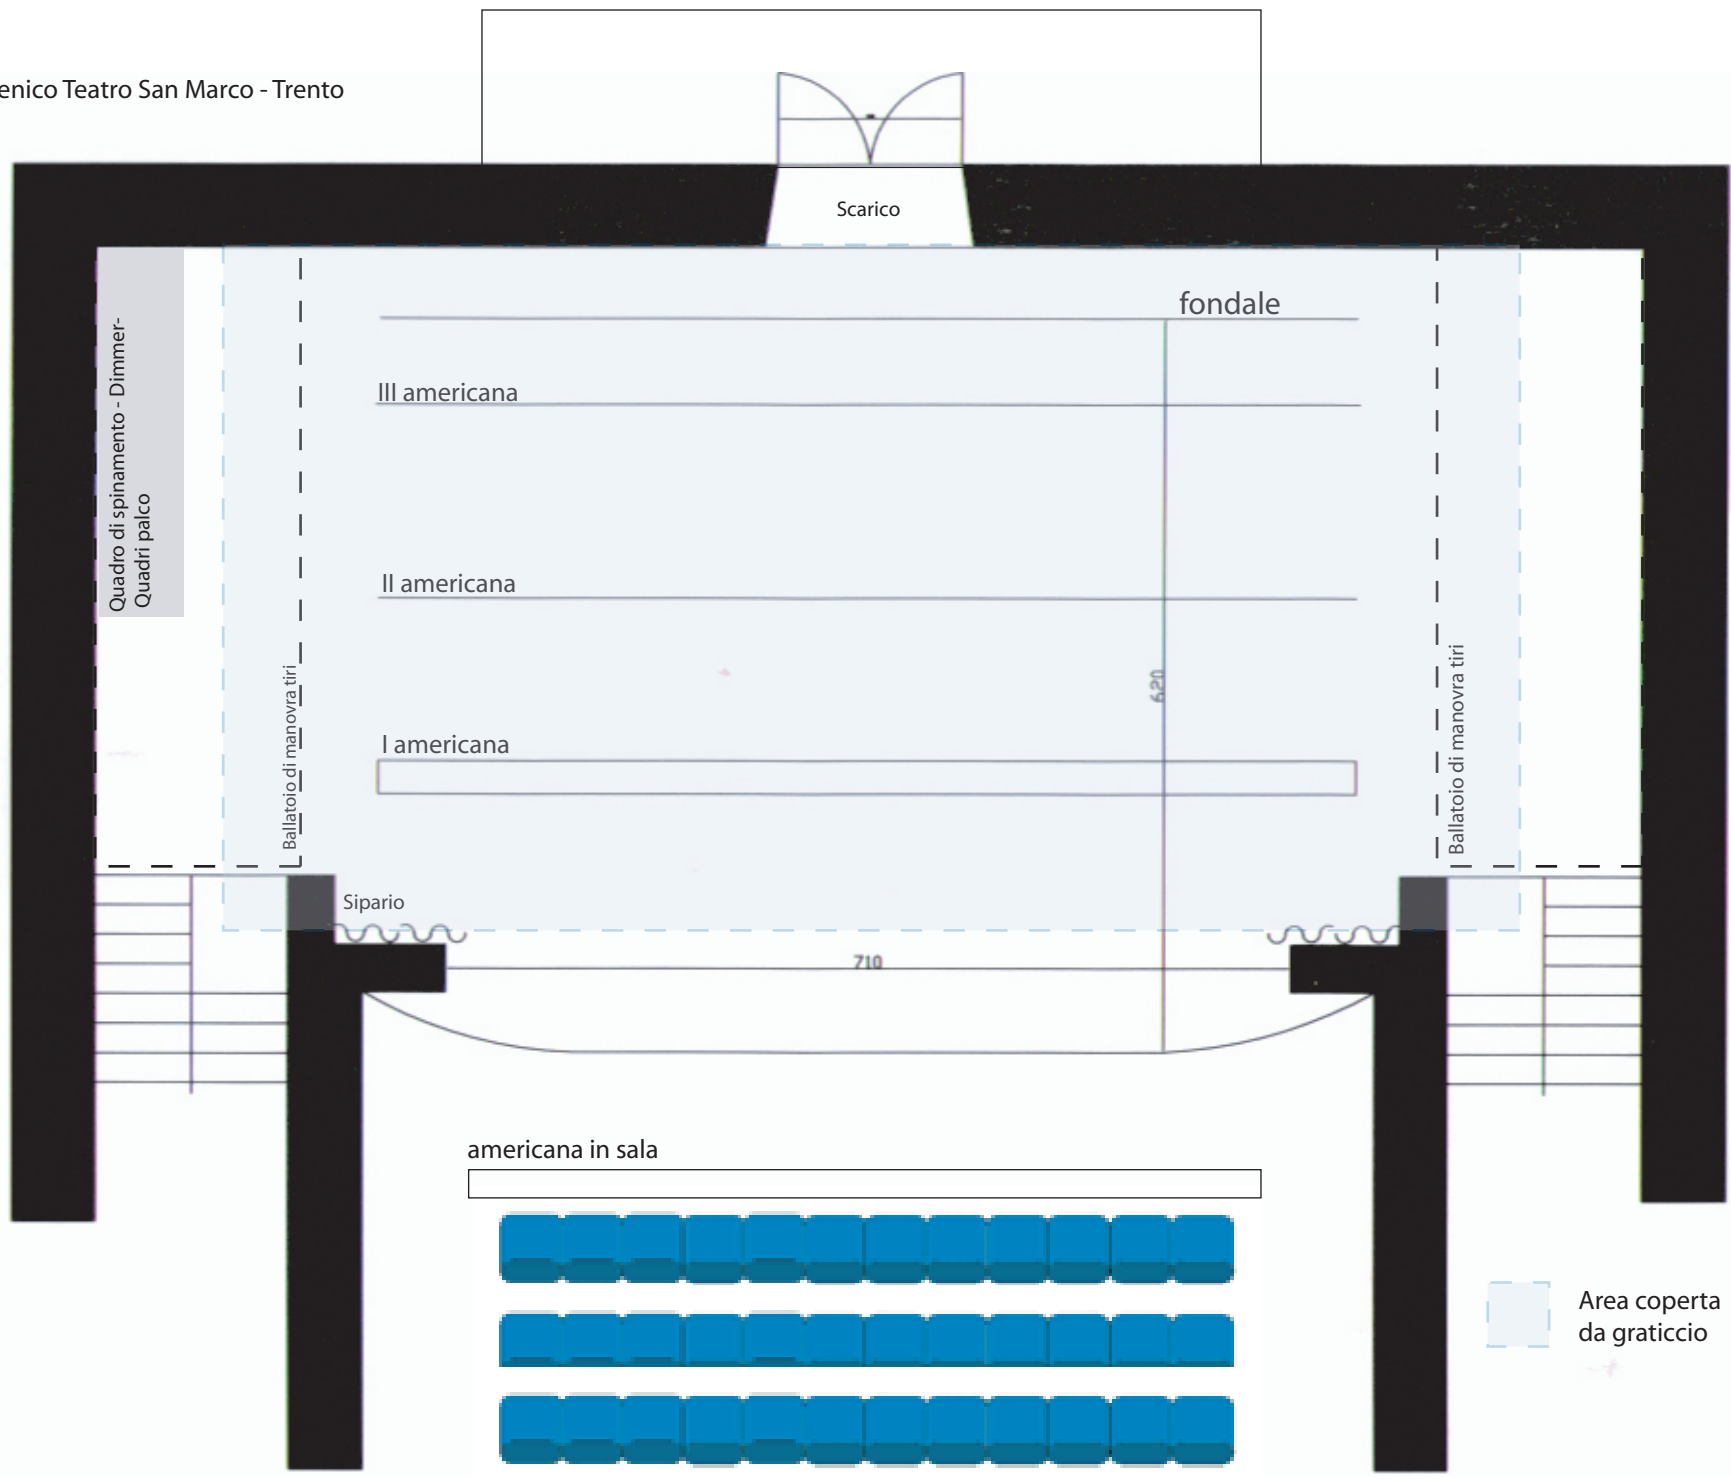 enico Teatro San Marco - Trento
Scarico
fondale
III americana
Quadro di spinamento - Dimmer-
Quadri palco
II americana
Ballatoio di manovra tiri
620
Ballatoio di manovra tiri
I americana
Sipario
710
americana in sala
Area coperta
da graticcio